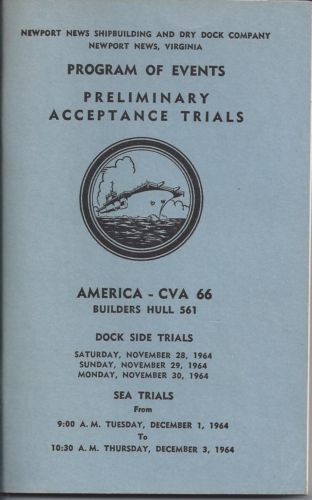 NEWPORT NEWS SHIPBUILDING AND DRY DOCK COMPANY
NEWPORT NEWS, VIRGINIA
PROGRAM OF EVENTS
PRELIMINARY
ACCEPTANCE TRIALS
AMERICA - CVA 66
BUILDERS HULL 561
DOCK SIDE TRIALS
SATURDAY, NOVEMBER 28, 1964
SUNDAY, NOVEMBER 29, 1964
MONDAY, NOVEMBER 30, 1964
SEA TRIALS
From
9:00 A. M. TUESDAY, DECEMBER 1, 1964
To
10:30 A. M. THURSDAY, DECEMBER 3, 1964